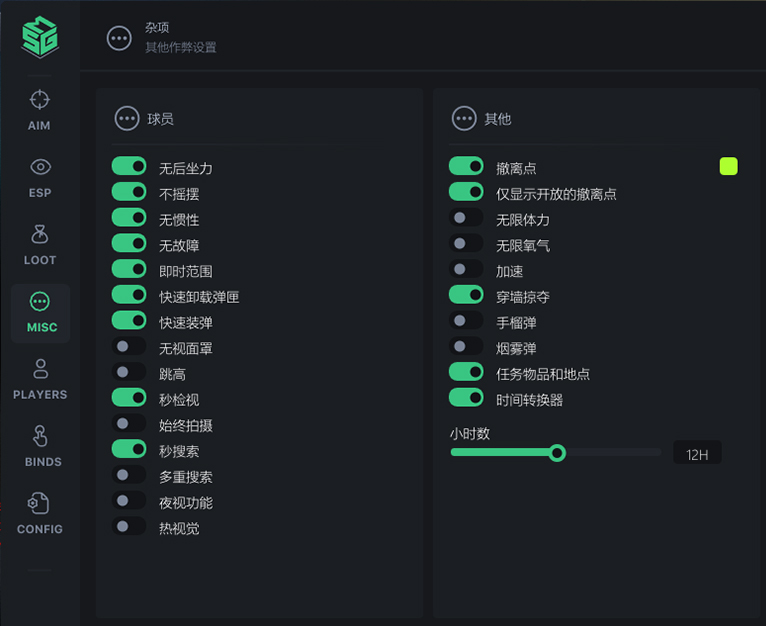 杂项
其他作弊设置
AIM
ESP
LOOT
MISC
PLAYERS
BINDS
CONFIG
球员
无后坐力
不摇摆
无惯性
无故障
即时范围
快速卸载弹匣
快速装弹
无视面罩
跳高
秒检视
始终拍摄
秒搜索
多重搜索
夜视功能
热视觉
其他
撤离点
仅显示开放的撤离点
无限体力
无限氧气
加速
穿墙掠夺
手榴弹
烟雾弹
任务物品和地点
时间转换器
小时数
12H